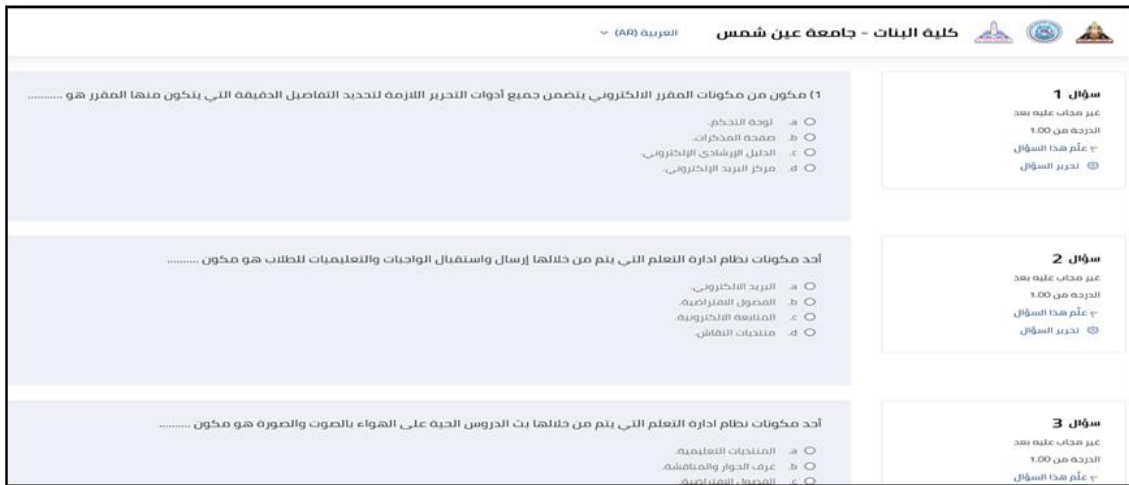 كلية البنات - جامعة عين شمس
العربية (AR)
سؤال 1
غير مجاب عليه بعد
الدرجة من 1.00
علّم هذا السؤال
تحرير السؤال
1) مكون من مكونات المقرر الالكتروني يتضمن جميع أدوات التحرير اللازمة لتحديد التفاصيل الدقيقة التي يتكون منها المقرر هو ...........
a. لوحة التحكم.
b. صفحة المذكرات.
c. الدليل الإرشادي الإلكتروني.
d. مركز البريد الإلكتروني.
سؤال 2
غير مجاب عليه بعد
الدرجة من 1.00
علّم هذا السؤال
تحرير السؤال
أحد مكونات نظام ادارة التعلم التي يتم من خلالها إرسال واستقبال الواجبات والتعليميات للطلاب هو مكون ..........
a. البريد الالكتروني.
b. الفصول الافتراضية.
c. المتابعة الالكترونية.
d. منتديات النقاش.
سؤال 3
غير مجاب عليه بعد
الدرجة من 1.00
علّم هذا السؤال
أحد مكونات نظام ادارة التعلم التي يتم من خلالها بث الدروس الحية على الهواء بالصوت والصورة هو مكون ..........
a. المنتديات التعليمية.
b. غرف الحوار والمناقشة.
c. الفصول الافتراضية.